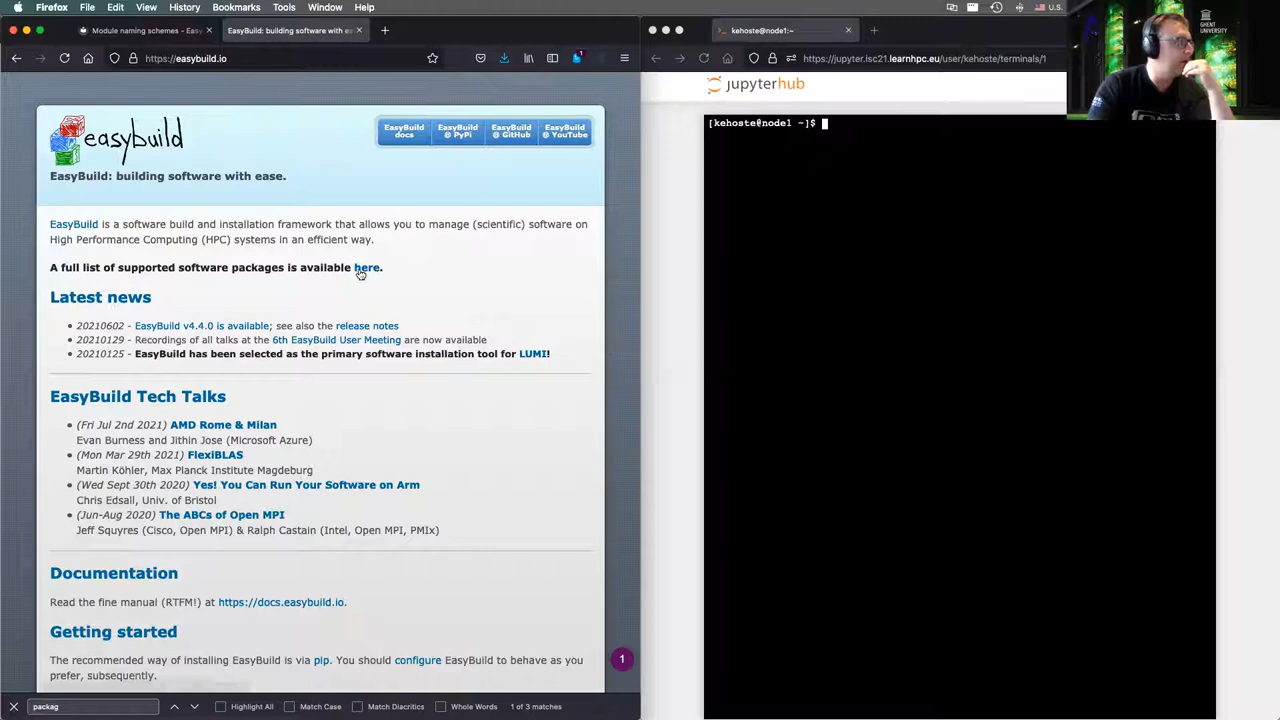 Firefox File Edit View History Bookmarks Tools Window Help
Module naming schemes - Easy
EasyBuild: building software with ea
https://easybuild.io
easybuild
EasyBuild docs
EasyBuild @ PyPi
EasyBuild @ GitHub
EasyBuild @ YouTube
EasyBuild: building software with ease.
EasyBuild is a software build and installation framework that allows you to manage (scientific) software on
High Performance Computing (HPC) systems in an efficient way.
A full list of supported software packages is available here.
Latest news
20210602 - EasyBuild v4.4.0 is available; see also the release notes
20210129 - Recordings of all talks at the 6th EasyBuild User Meeting are now available
20210125 - EasyBuild has been selected as the primary software installation tool for LUMI!
EasyBuild Tech Talks
(Fri Jul 2nd 2021) AMD Rome & Milan
Evan Burness and Jithin Jose (Microsoft Azure)
(Mon Mar 29th 2021) FlexiBLAS
Martin Köhler, Max Planck Institute Magdeburg
(Wed Sept 30th 2020) Yes! You Can Run Your Software on Arm
Chris Edsall, Univ. of Bristol
(Jun-Aug 2020) The ABCs of Open MPI
Jeff Squyres (Cisco, Open MPI) & Ralph Castain (Intel, Open MPI, PMIx)
Documentation
Read the fine manual (RTFM!) at https://docs.easybuild.io.
Getting started
The recommended way of installing EasyBuild is via pip. You should configure EasyBuild to behave as you
prefer, subsequently.
1
packag
Highlight All Match Case Match Diacritics Whole Words 1 of 3 matches
kehoste@node1:~
https://jupyter.isc21.learnhpc.eu/user/kehoste/terminals/1
jupyterhub
[kehoste@node1 ~]$
GHENT
UNIVERSITY